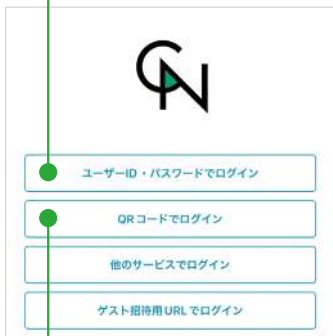 CN
ユーザーID・パスワードでログイン
QRコードでログイン
他のサービスでログイン
ゲスト招待用URLでログイン